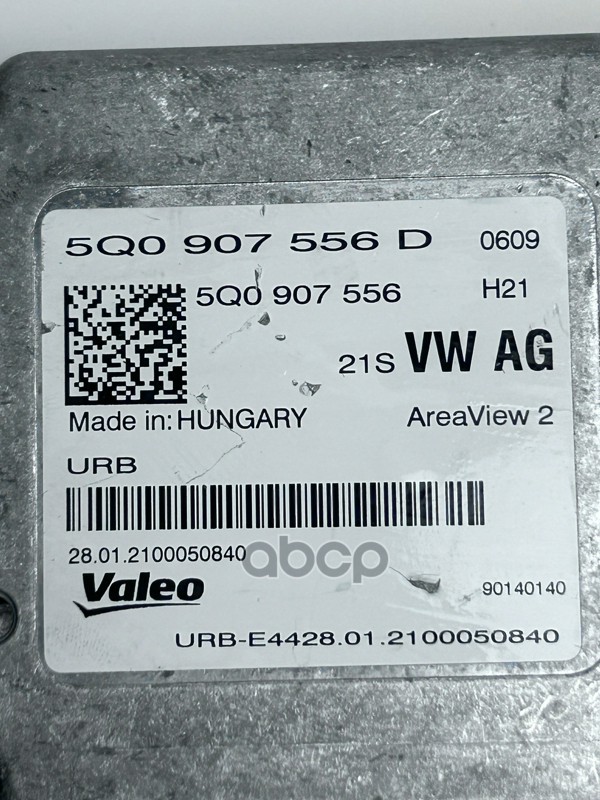 5Q0 907 556 D 0609
5Q0 907 556 H21
21S VW AG
Made in: HUNGARY AreaView 2
URB
28.01.2100050840
abcp
Valeo 90140140
URB-E4428.01.2100050840